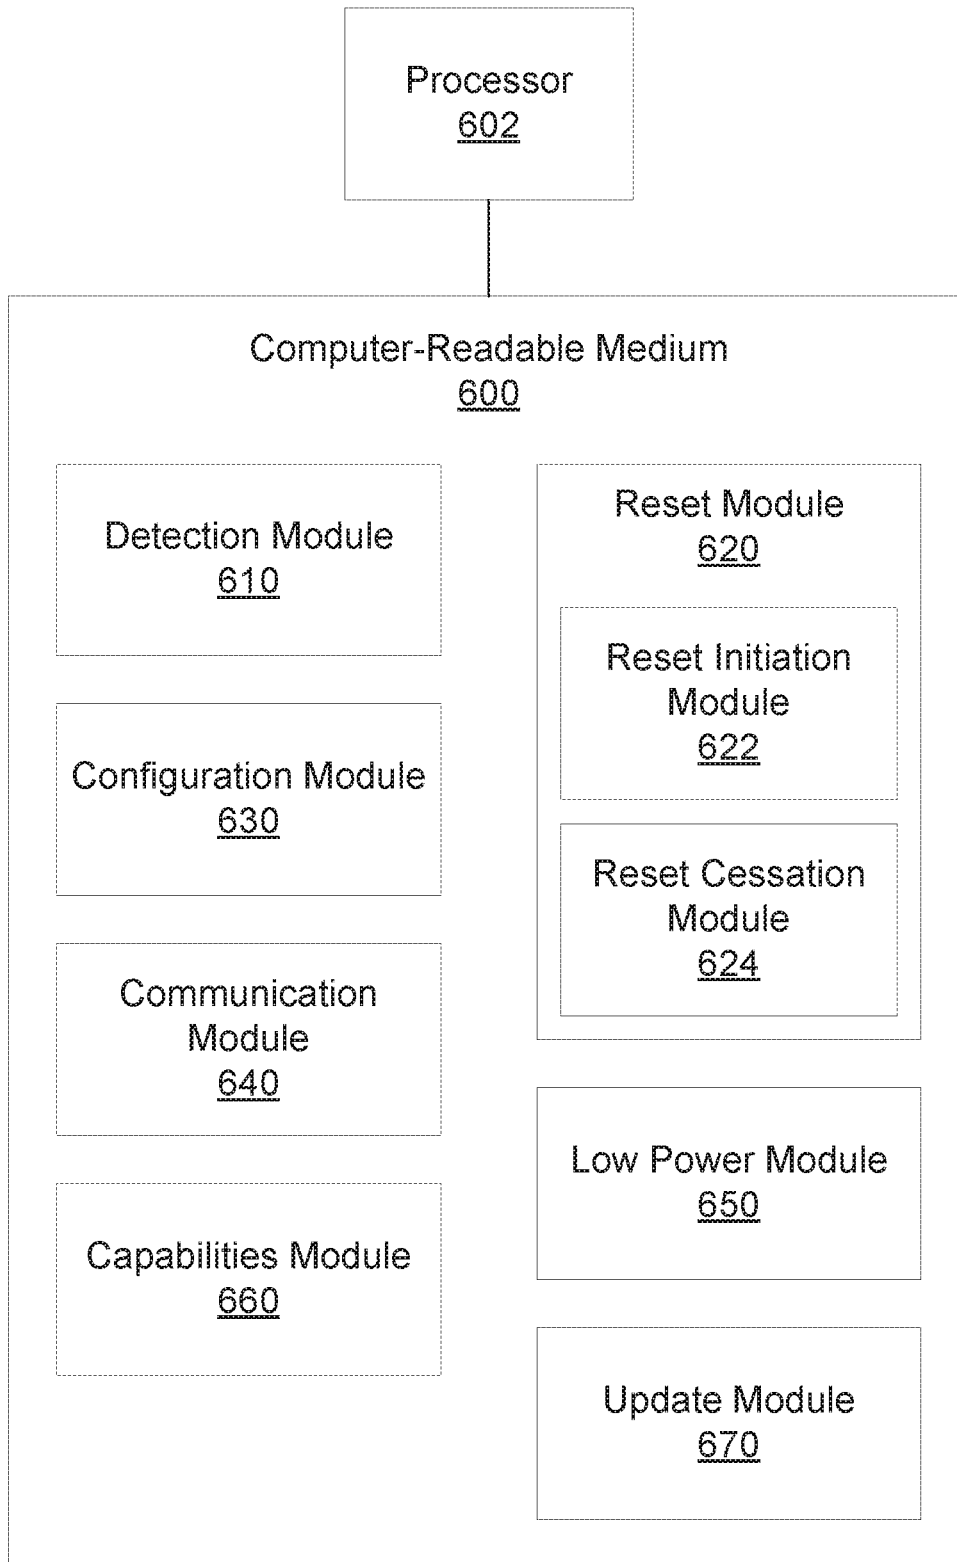 Processor
602
Computer-Readable Medium
600
Detection Module
610
Reset Module
620
Reset Initiation
Module
622
Configuration Module
630
Reset Cessation
Module
624
Communication
Module
640
Low Power Module
650
Capabilities Module
660
Update Module
670